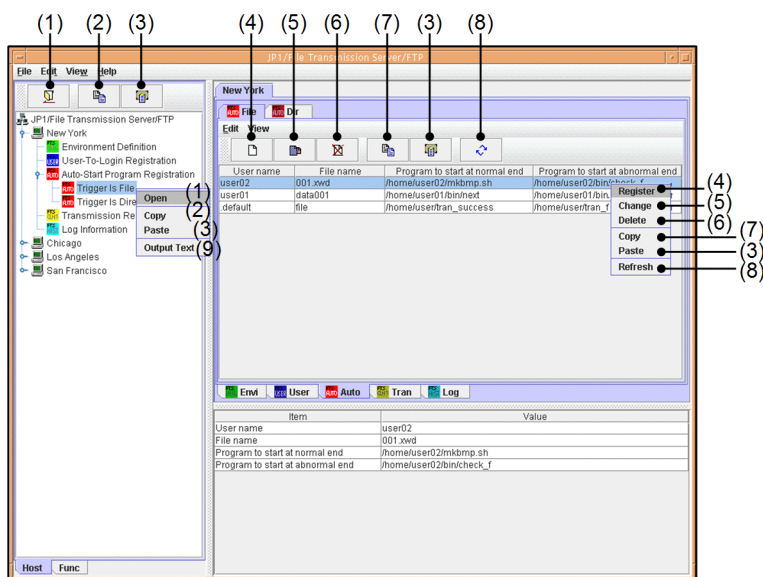 (1) (2) (3) (4) (5) (6) (7) (3) (8)
JP1/File Transmission Server/FTP
File Edit View Help
JP1/File Transmission Server/FTP
New York
Environment Definition
User-To-Login Registration
Auto-Start Program Registration
Trigger Is File
Trigger Is Dire
Transmission Re
Log Information
Chicago
Los Angeles
San Francisco
Open (1)
Copy (2)
Paste (3)
Output Text (9)
Host Func
New York
File Dir
Edit View
User name File name Program to start at normal end Program to start at abnormal end
user02 001.xwd /home/user02/mkbmp.sh /home/user02/bin/check_f
user01 data001 /home/user01/bin/next /home/user01/bin
.default file /home/user/tran_success /home/user/tran_f
Register (4)
Change (5)
Delete (6)
Copy (7)
Paste (3)
Refresh (8)
Envi User Auto Tran Log
Item Value
User name user02
File name 001.xwd
Program to start at normal end /home/user02/mkbmp.sh
Program to start at abnormal end /home/user02/bin/check_f